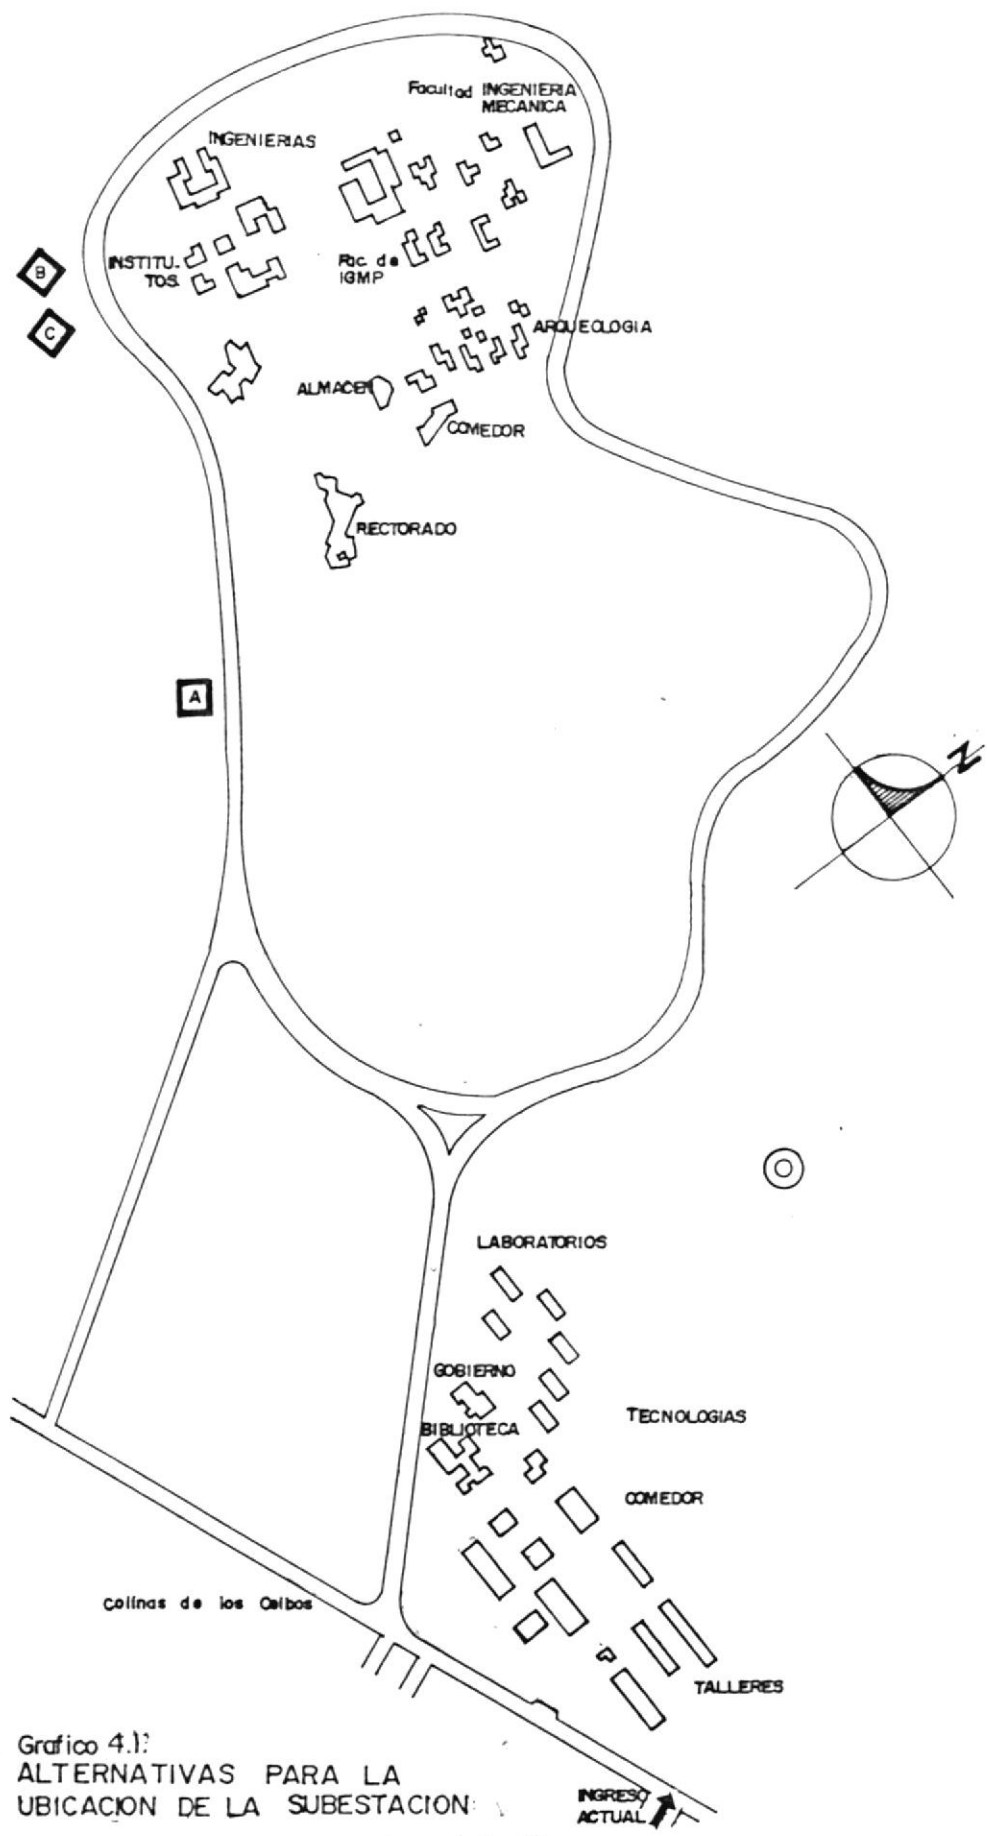 Facultad INGENIERIA
MECANICA
INGENIERIAS
B
INSTITU-
TOS.
Fac. de
IGMP
C
ARQUEOLOGIA
ALMACEN
COMEDOR
RECTORADO
A
N
LABORATORIOS
GOBIERNO
TECNOLOGIAS
BIBLIOTECA
COMEDOR
Colinas de los Ceibos
TALLERES
Grafico 4.1:
ALTERNATIVAS PARA LA
UBICACION DE LA SUBESTACION
INGRESO
ACTUAL